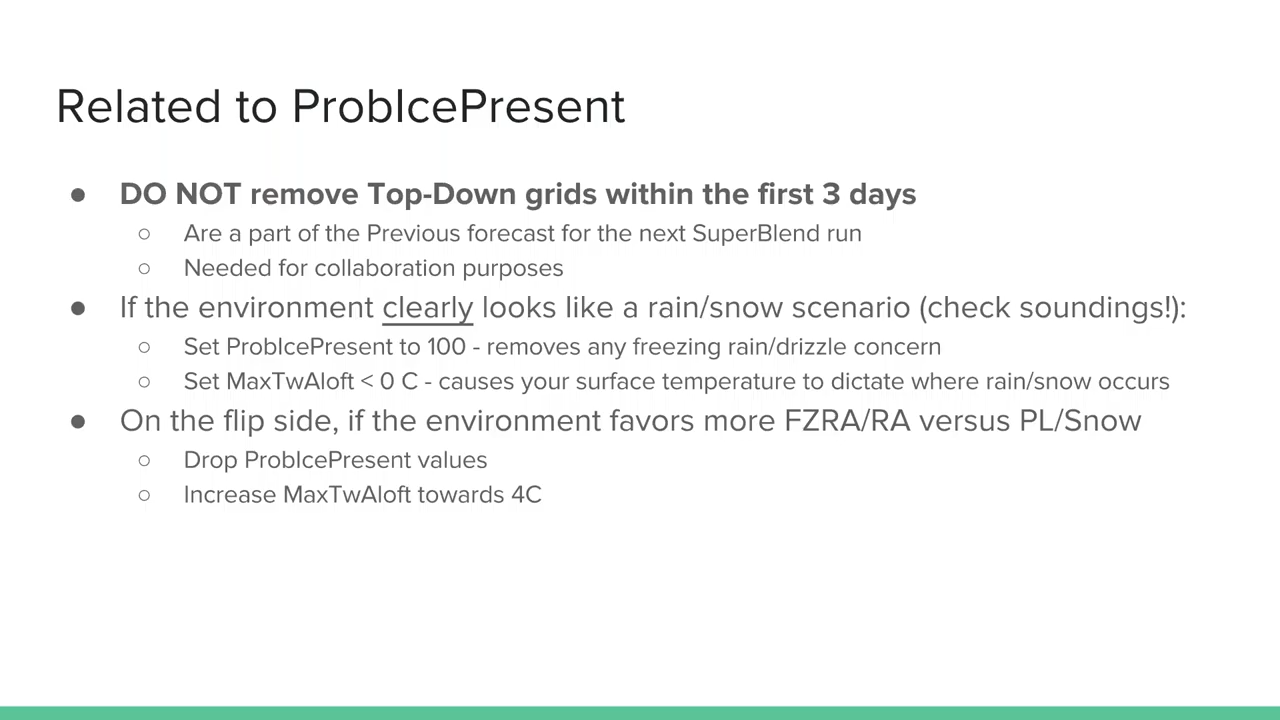 Related to ProbIcePresent
● DO NOT remove Top-Down grids within the first 3 days
○ Are a part of the Previous forecast for the next SuperBlend run
○ Needed for collaboration purposes
● If the environment clearly looks like a rain/snow scenario (check soundings!):
○ Set ProbIcePresent to 100 - removes any freezing rain/drizzle concern
○ Set MaxTwAloft < 0 C - causes your surface temperature to dictate where rain/snow occurs
● On the flip side, if the environment favors more FZRA/RA versus PL/Snow
○ Drop ProbIcePresent values
○ Increase MaxTwAloft towards 4C